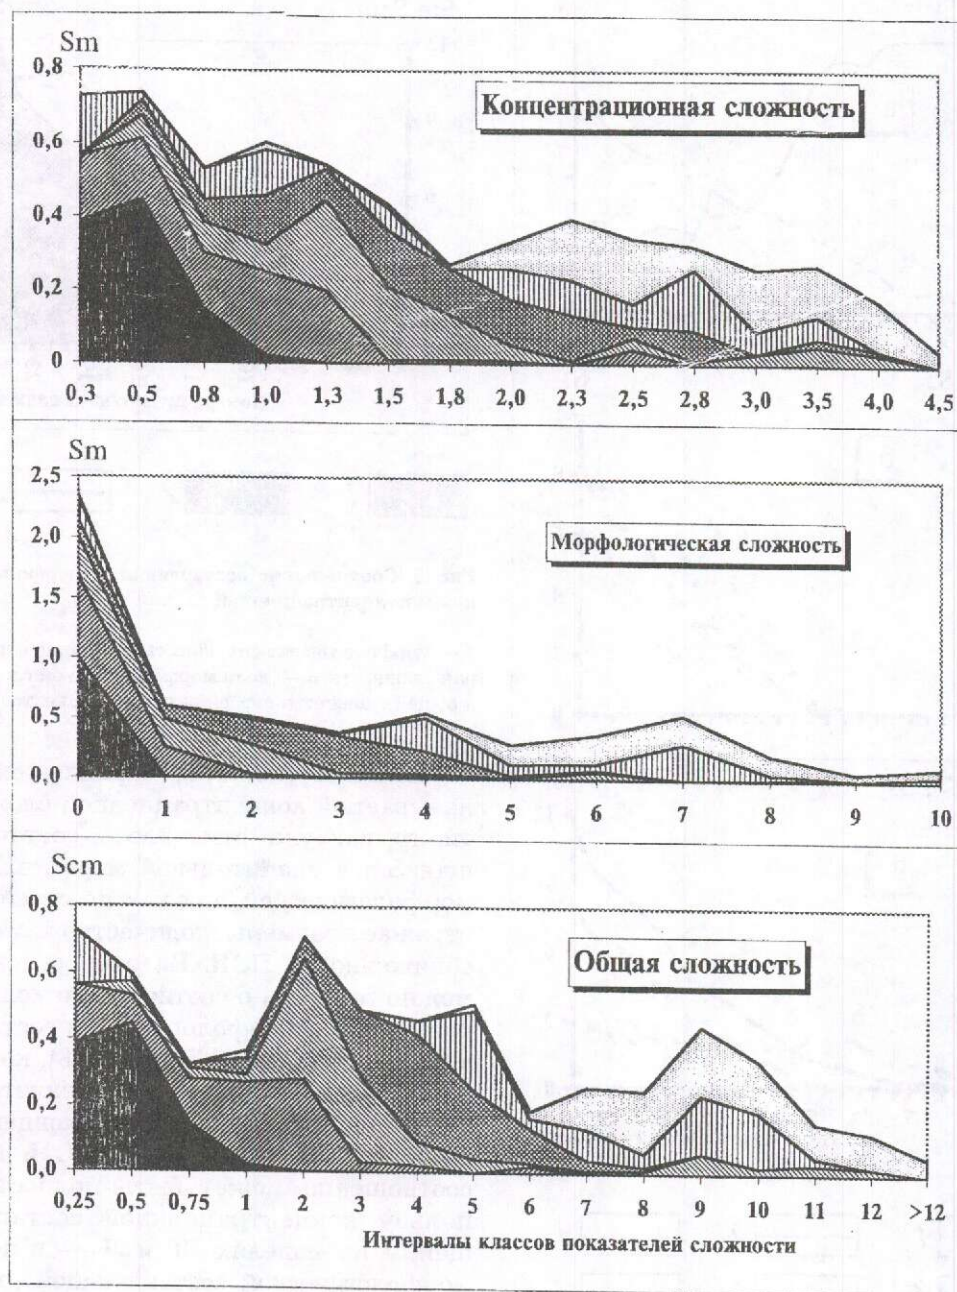 Sm
0,8
Концентрационная сложность
0,6
0,4
0,2
0
0,3 0,5 0,8 1,0 1,3 1,5 1,8 2,0 2,3 2,5 2,8 3,0 3,5 4,0 4,5
Sm
2,5
Морфологическая сложность
2,0
1,5
1,0
0,5
0,0
0 1 2 3 4 5 6 7 8 9 10
Scm
0,8
Общая сложность
0,6
0,4
0,2
0,0
0,25 0,5 0,75 1 2 3 4 5 6 7 8 9 10 11 12 >12
Интервалы классов показателей сложности